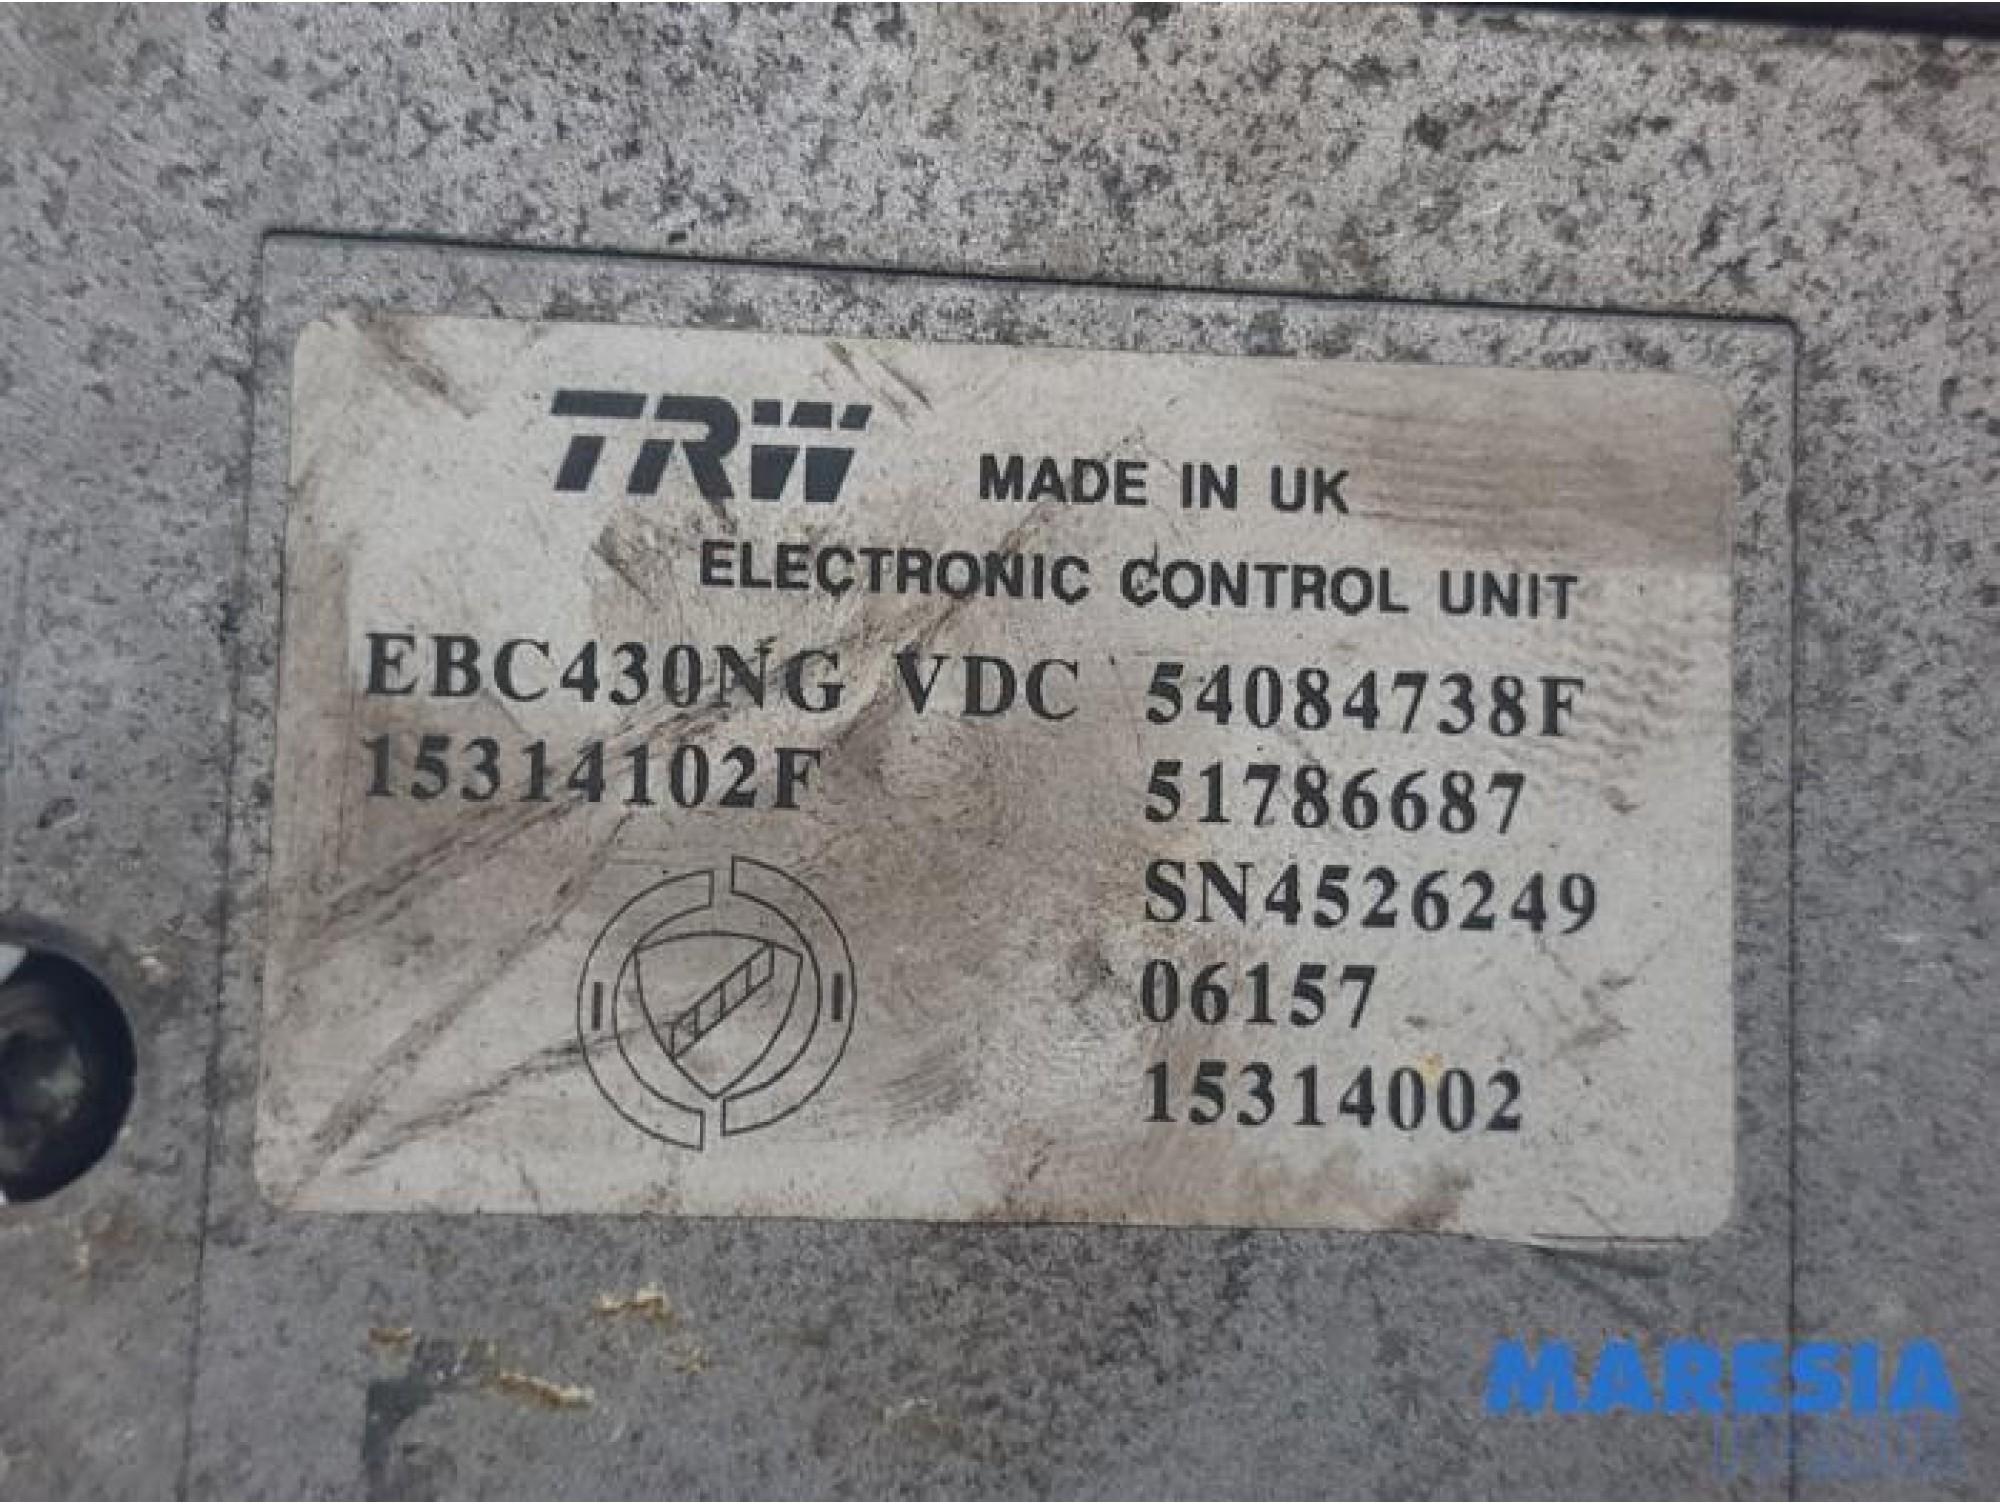 TRW MADE IN UK
ELECTRONIC CONTROL UNIT
EBC430NG VDC 54084738F
15314102F 51786687
SN4526249
06157
15314002
MARESIA